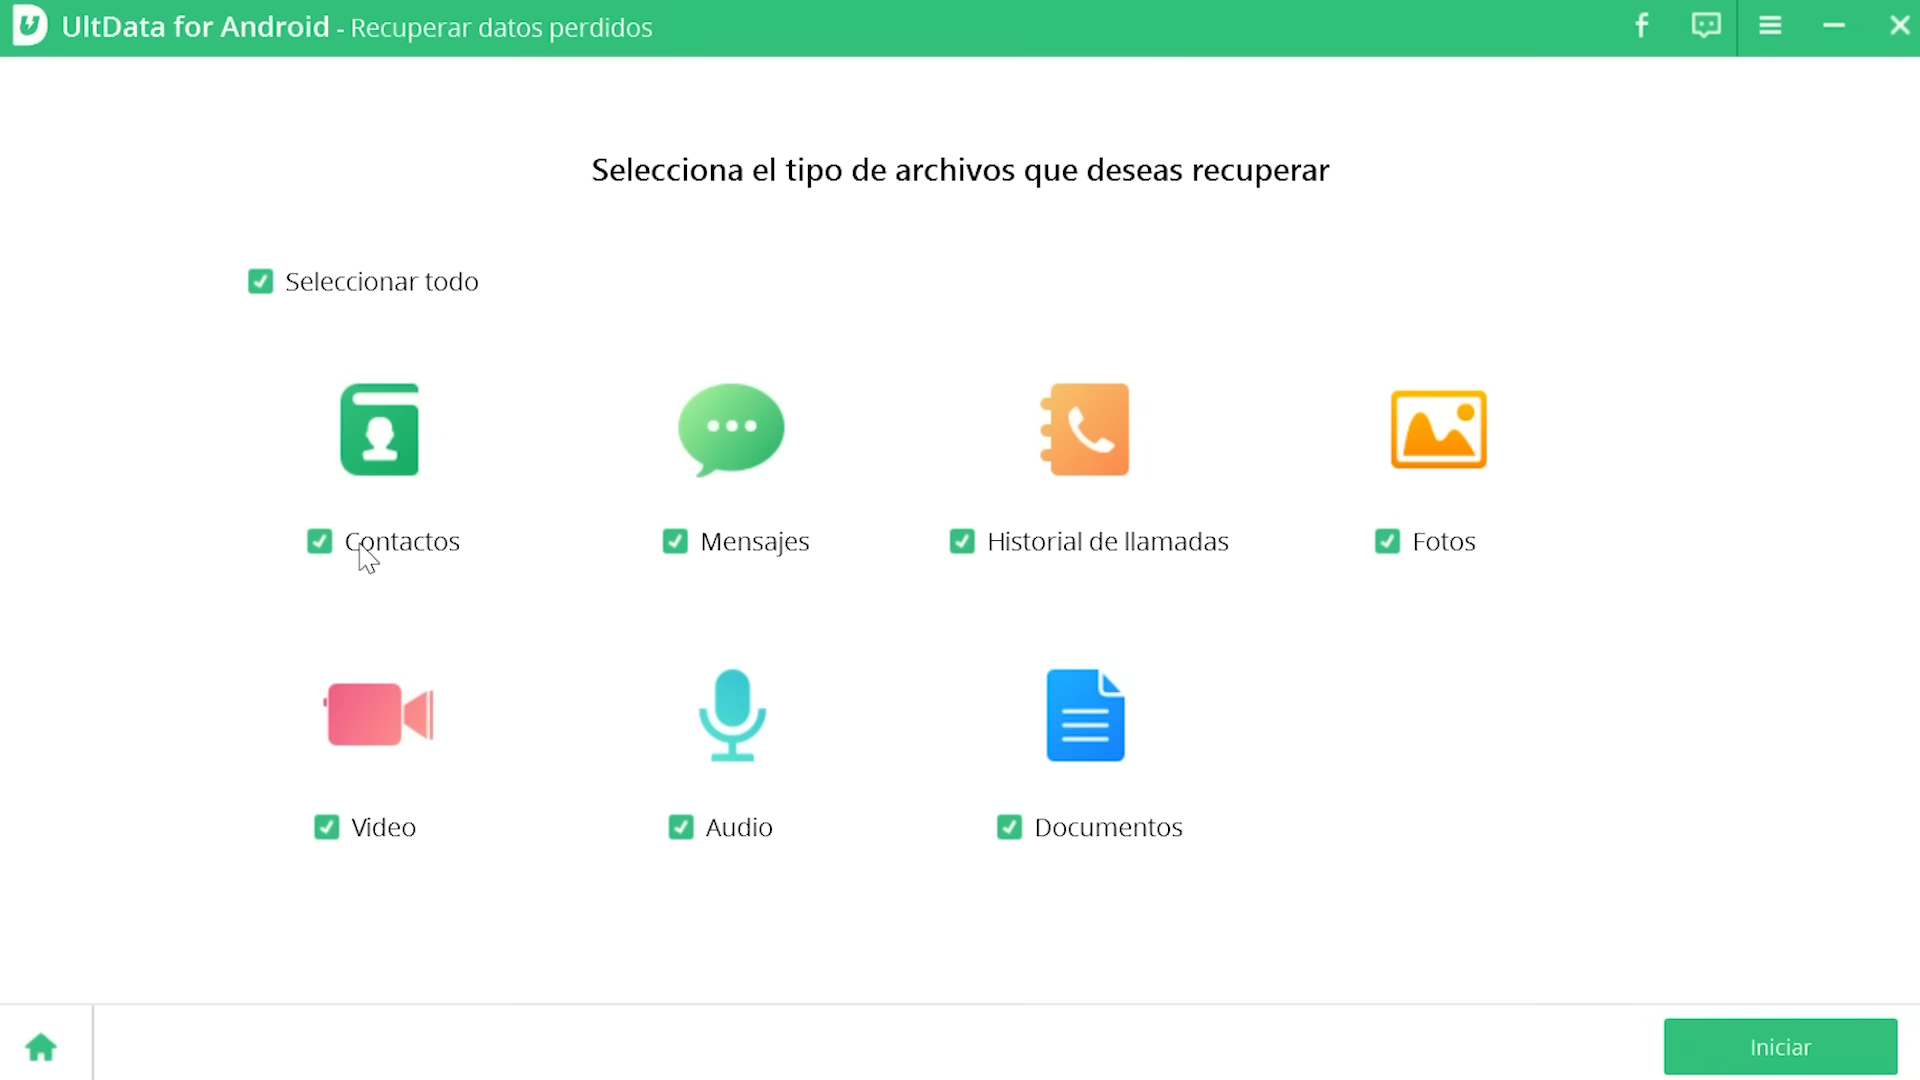 UltData for Android - Recuperar datos perdidos
Selecciona el tipo de archivos que deseas recuperar
Seleccionar todo
Contactos
Mensajes
Historial de llamadas
Fotos
Video
Audio
Documentos
Iniciar